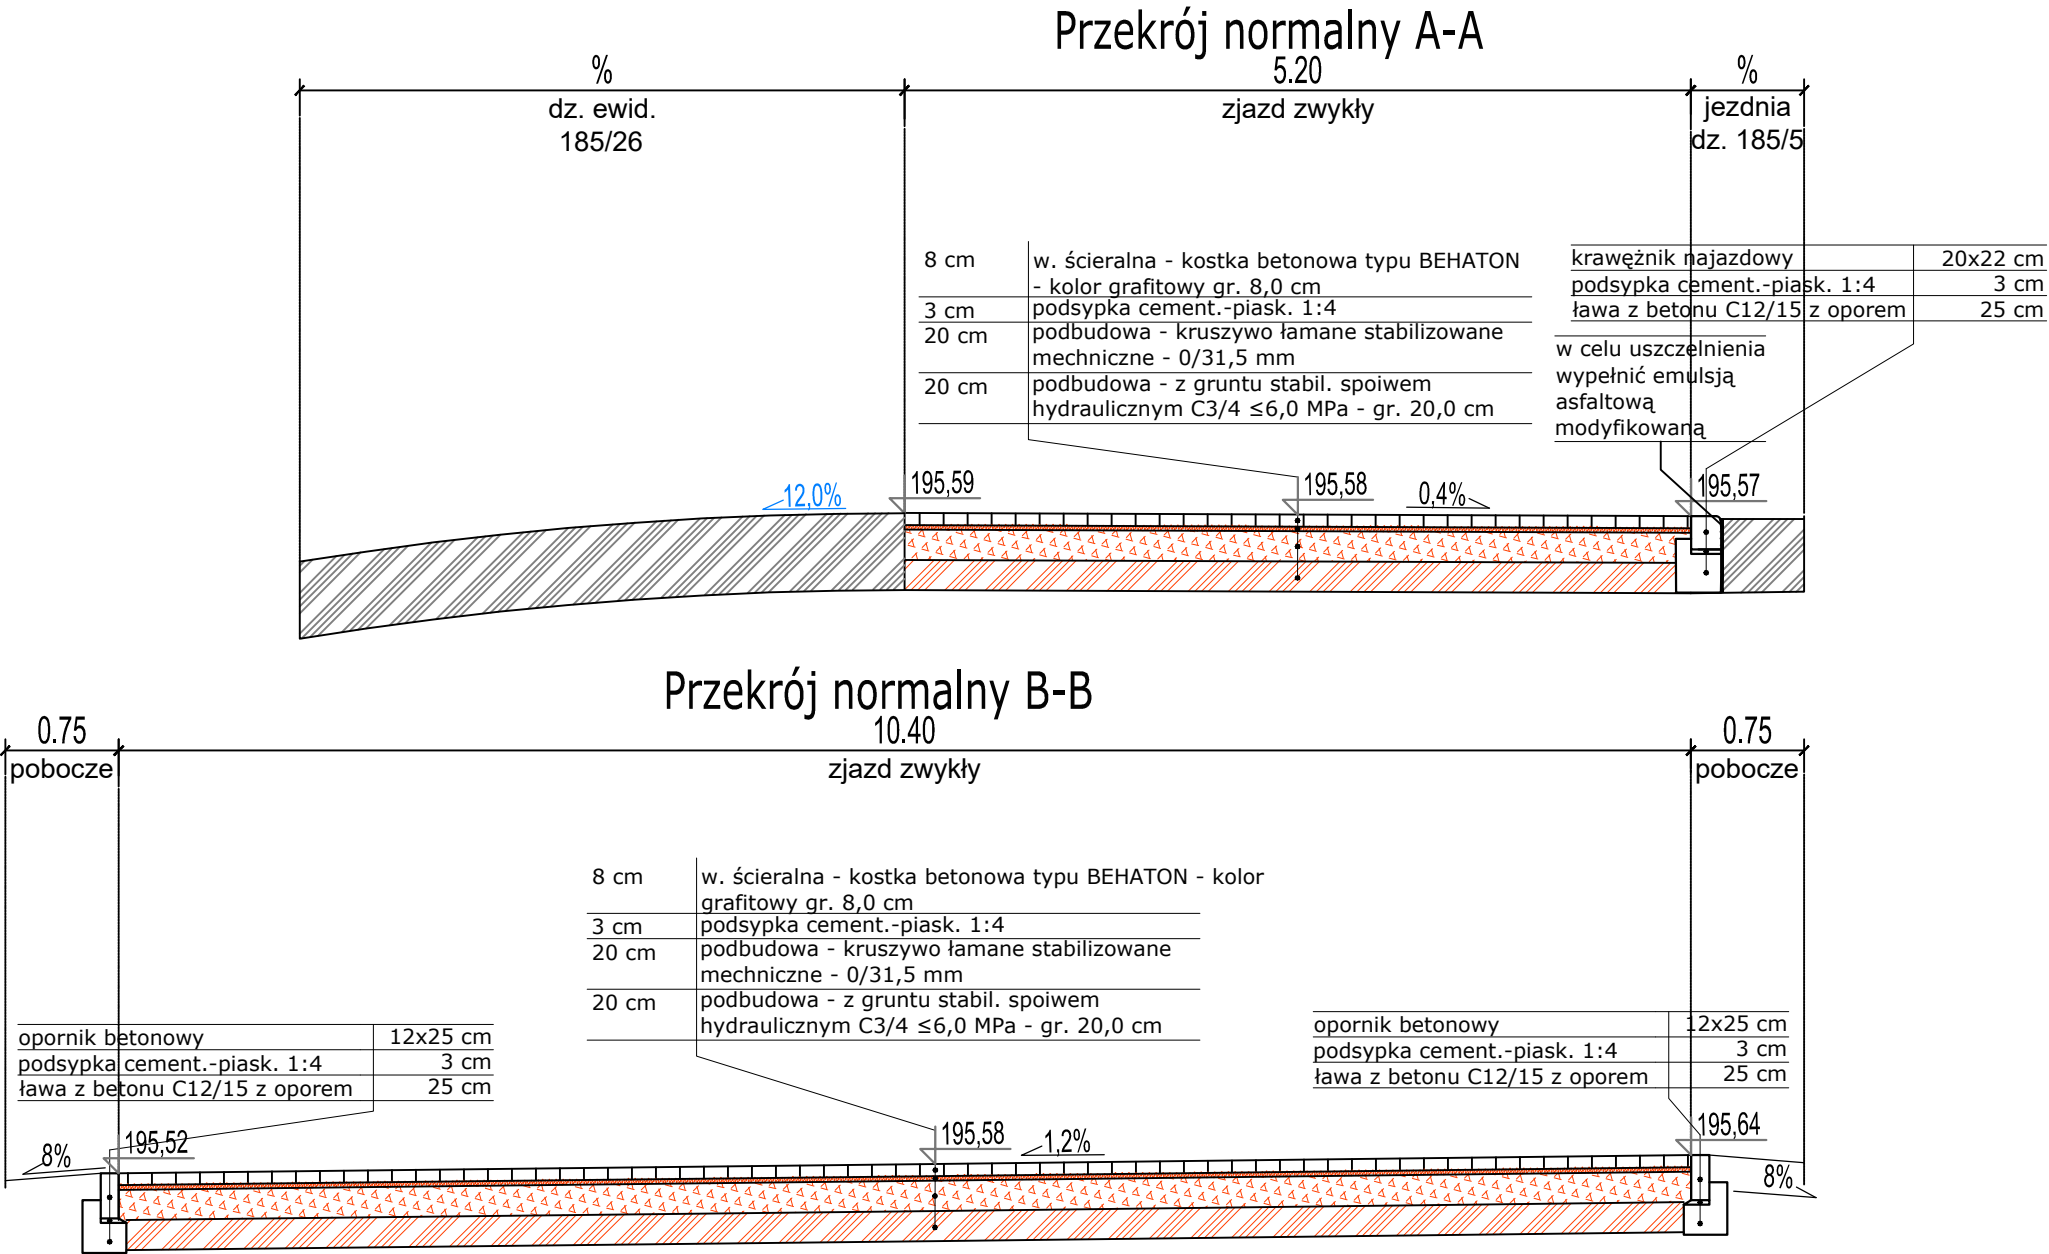 Przekrój normalny A-A
%
5.20
%
dz. ewid.
185/26
zjazd zwykły
jezdnia
dz. 185/5
8 cm
w. ścieralna - kostka betonowa typu BEHATON
- kolor grafitowy gr. 8,0 cm
3 cm
podsypka cement.-piask. 1:4
20 cm
podbudowa - kruszywo łamane stabilizowane
mechniczne - 0/31,5 mm
20 cm
podbudowa - z gruntu stabil. spoiwem
hydraulicznym C3/4 ≤6,0 MPa - gr. 20,0 cm
krawężnik najazdowy 20x22 cm
podsypka cement.-piask. 1:4 3 cm
ława z betonu C12/15 z oporem 25 cm
w celu uszczelnienia
wypełnić emulsją
asfaltową
modyfikowaną
12,0%
195,59
195,58
0,4%
195,57
Przekrój normalny B-B
0.75
10.40
0.75
pobocze
zjazd zwykły
pobocze
8 cm
w. ścieralna - kostka betonowa typu BEHATON - kolor
grafitowy gr. 8,0 cm
3 cm
podsypka cement.-piask. 1:4
20 cm
podbudowa - kruszywo łamane stabilizowane
mechniczne - 0/31,5 mm
20 cm
podbudowa - z gruntu stabil. spoiwem
hydraulicznym C3/4 ≤6,0 MPa - gr. 20,0 cm
opornik betonowy 12x25 cm
podsypka cement.-piask. 1:4 3 cm
ława z betonu C12/15 z oporem 25 cm
opornik betonowy 12x25 cm
podsypka cement.-piask. 1:4 3 cm
ława z betonu C12/15 z oporem 25 cm
8%
195,52
195,58
1,2%
195,64
8%